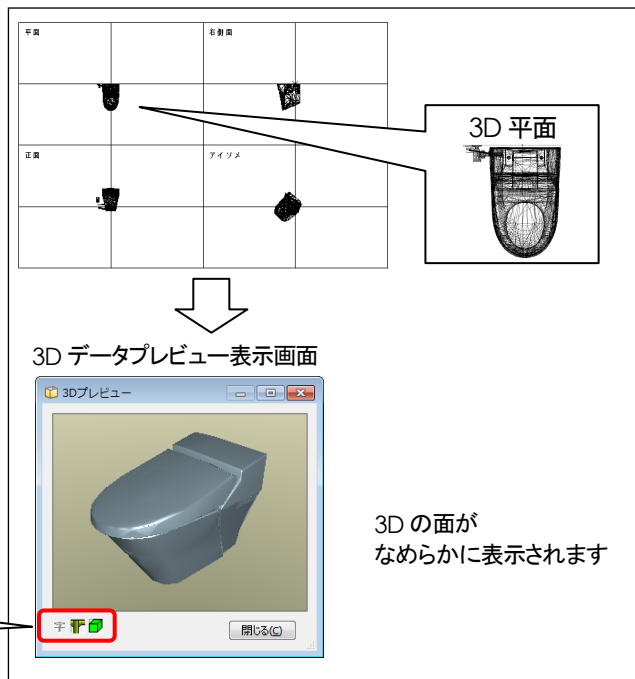 平面
右側面
3D 平面
正面
アイソメ
3D データプレビュー表示画面
3Dプレビュー
3D の面が
なめらかに表示されます
字
閉じる(C)